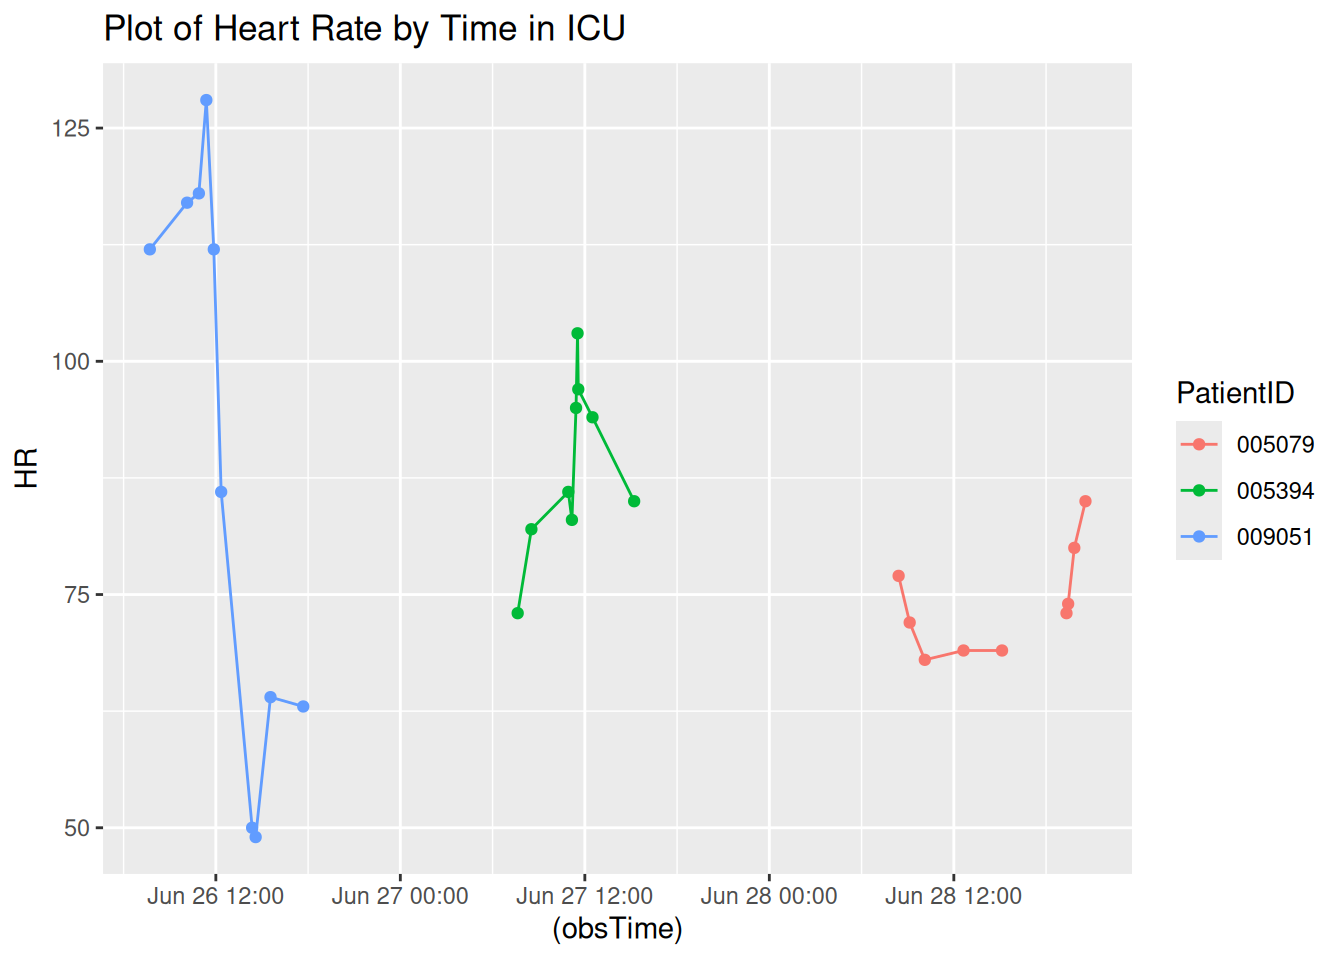 Plot of Heart Rate by Time in ICU
125
100
75
50
HR
Jun 26 12:00 Jun 27 00:00 Jun 27 12:00 Jun 28 00:00 Jun 28 12:00
(obsTime)
PatientID
005079
005394
009051